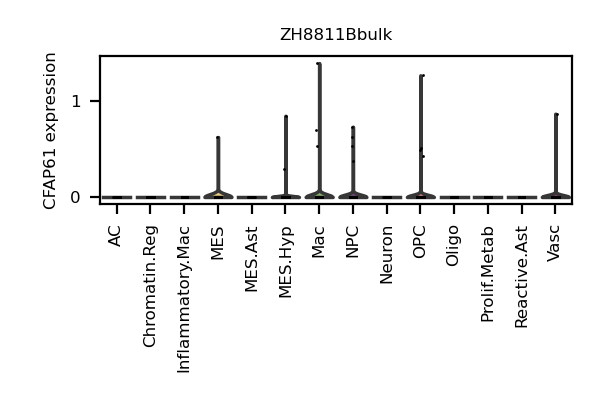 ZH8811Bbulk
CFAP61 expression
1
0
AC
Chromatin.Reg
Inflammatory.Mac
MES
MES.Ast
MES.Hyp
Mac
NPC
Neuron
OPC
Oligo
Prolif.Metab
Reactive.Ast
Vasc